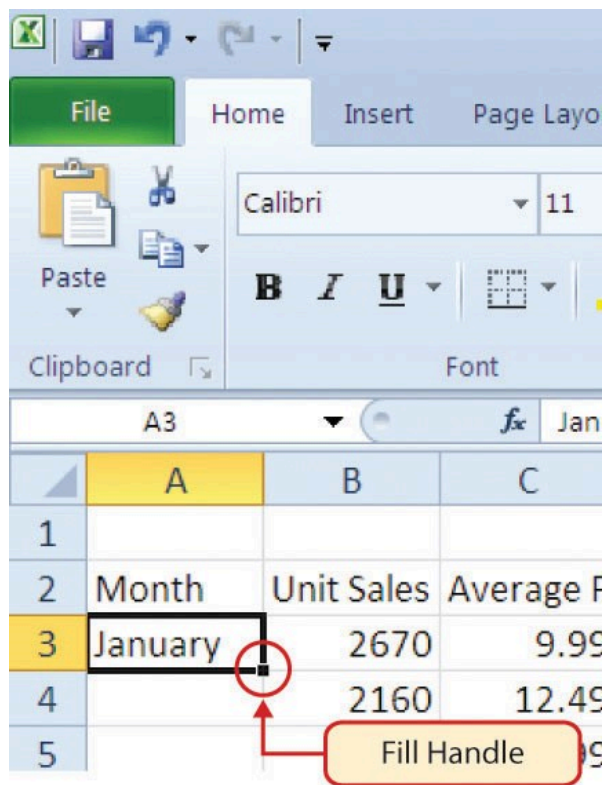 File Home Insert Page Layo
Calibri 11
Paste
B I U
Clipboard Font
A3 fx Jan
A B C
1
2 Month Unit Sales Average P
3 January 2670 9.99
4 2160 12.49
5 Fill Handle 99